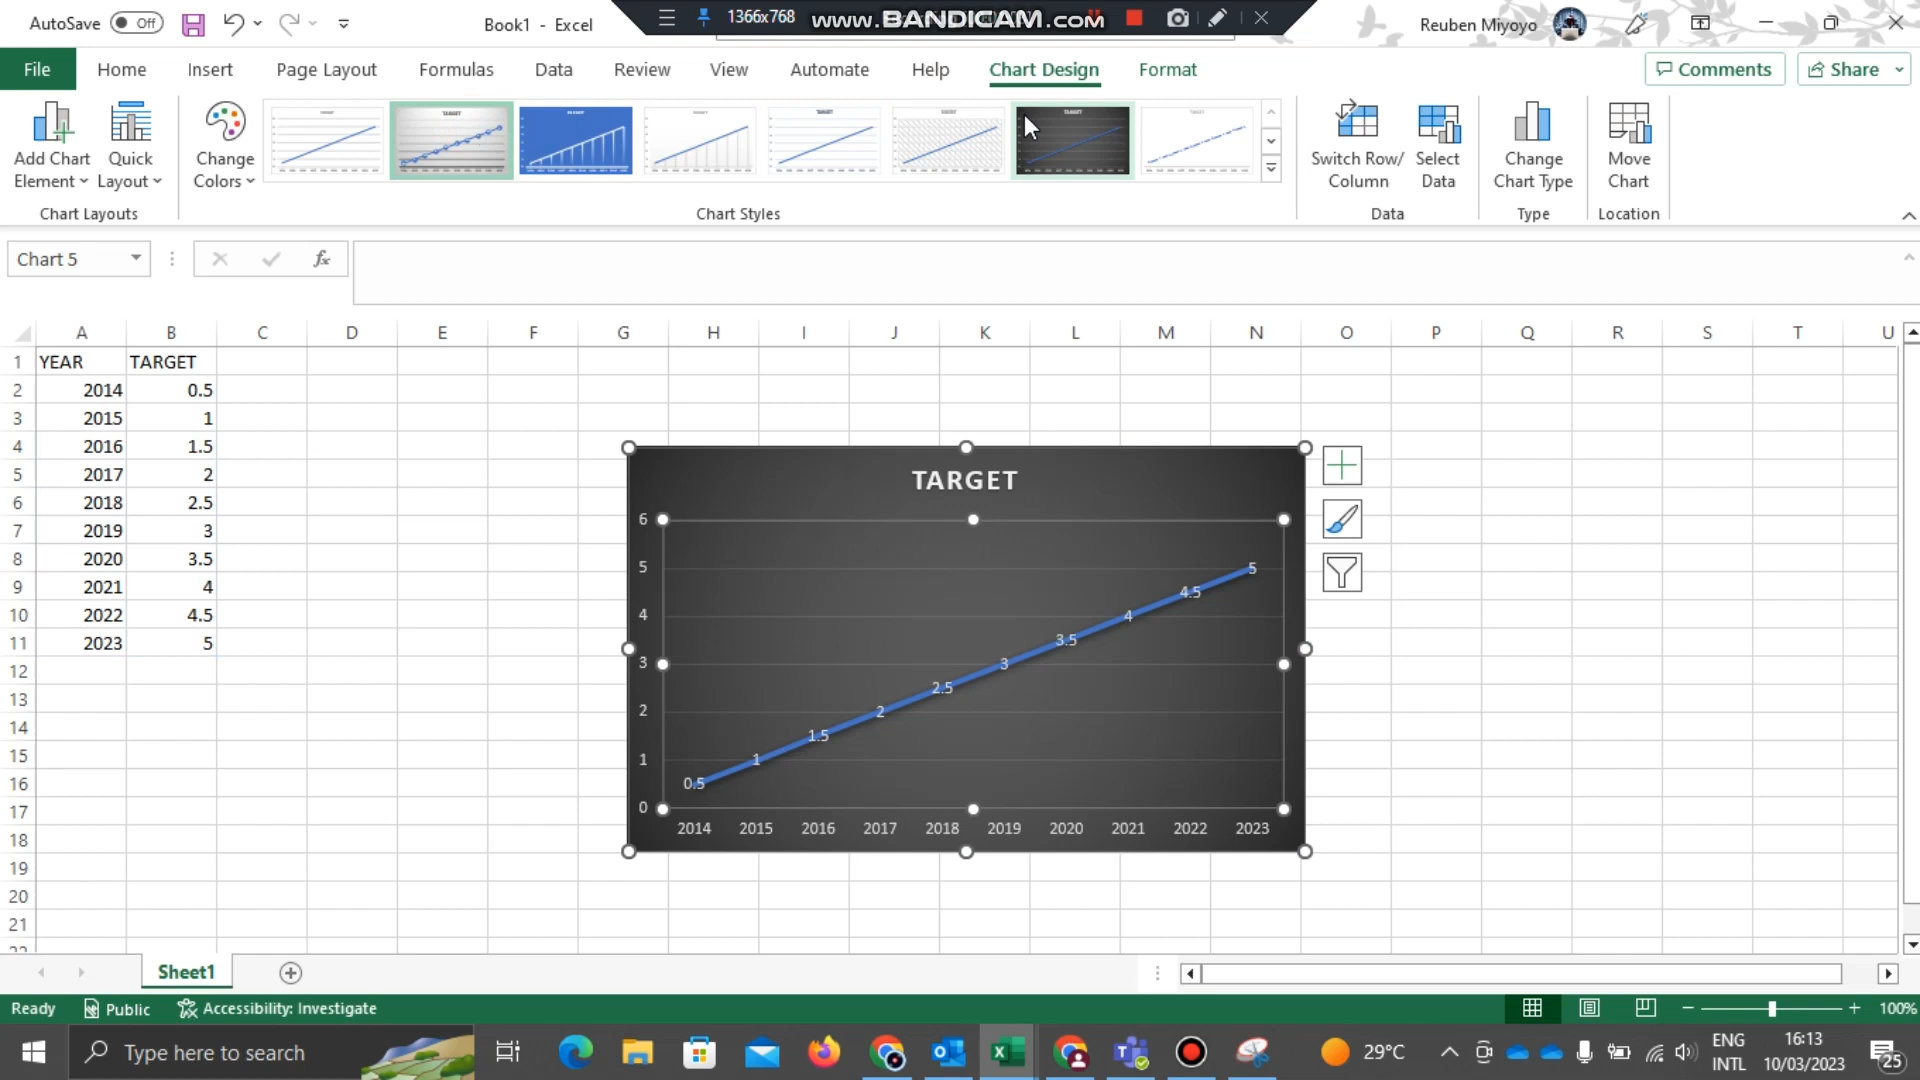 AutoSave Off
Book1 - Excel
1366x768
www.BANDICAM.com
Reuben Miyoyo
File Home Insert Page Layout Formulas Data Review View Automate Help Chart Design Format
Comments
Share
Add Chart Element
Quick Layout
Chart Layouts
Change Colors
Chart Styles
Switch Row/ Column
Select Data
Data
Change Chart Type
Type
Move Chart
Location
Chart 5
fx
A B C D E F G H I J K L M N O P Q R S T U
1 YEAR TARGET
2 2014 0.5
3 2015 1
4 2016 1.5
5 2017 2
6 2018 2.5
7 2019 3
8 2020 3.5
9 2021 4
10 2022 4.5
11 2023 5
12
13
14
15
16
17
18
19
20
21
TARGET
6
5
4
3
2
1
0
0.5 1 1.5 2 2.5 3 3.5 4 4.5 5
2014 2015 2016 2017 2018 2019 2020 2021 2022 2023
Sheet1
Ready Public Accessibility: Investigate
100%
Type here to search
29°C
ENG
INTL
16:13
10/03/2023
25